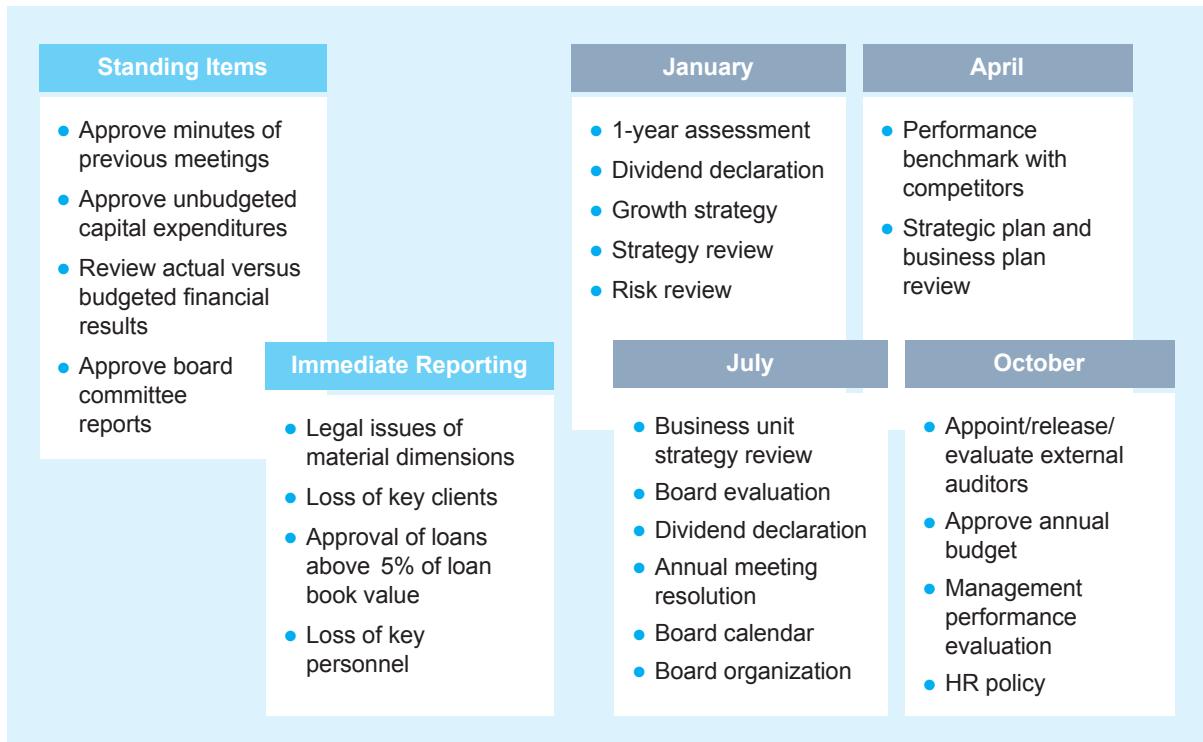 Standing Items
• Approve minutes of
previous meetings
• Approve unbudgeted
capital expenditures
• Review actual versus
budgeted financial
results
• Approve board
committee
reports
Immediate Reporting
• Legal issues of
material dimensions
• Loss of key clients
• Approval of loans
above 5% of loan
book value
• Loss of key
personnel
January
• 1-year assessment
• Dividend declaration
• Growth strategy
• Strategy review
• Risk review
April
• Performance
benchmark with
competitors
• Strategic plan and
business plan
review
July
• Business unit
strategy review
• Board evaluation
• Dividend declaration
• Annual meeting
resolution
• Board calendar
• Board organization
October
• Appoint/release/
evaluate external
auditors
• Approve annual
budget
• Management
performance
evaluation
• HR policy